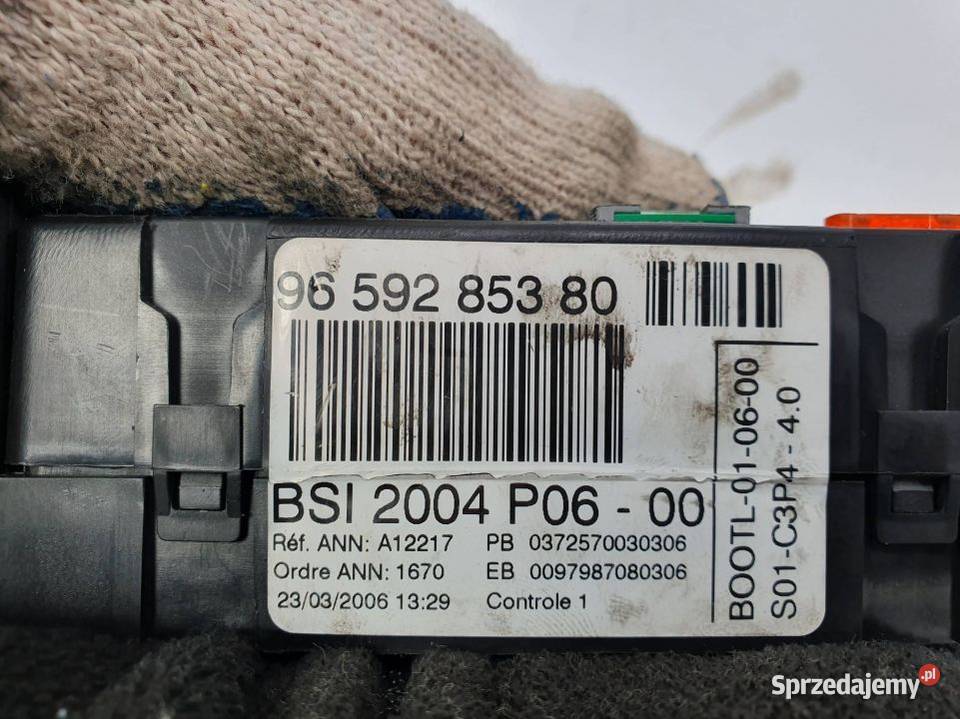 96 592 853 80
BSI 2004 P06 - 00
Réf. ANN: A12217 PB 0372570030306
Ordre ANN: 1670 EB 0097987080306
23/03/2006 13:29 Controle 1
BOOTL-01-06-00
S01-C3P4 - 4.0
Sprzedajemy.pl